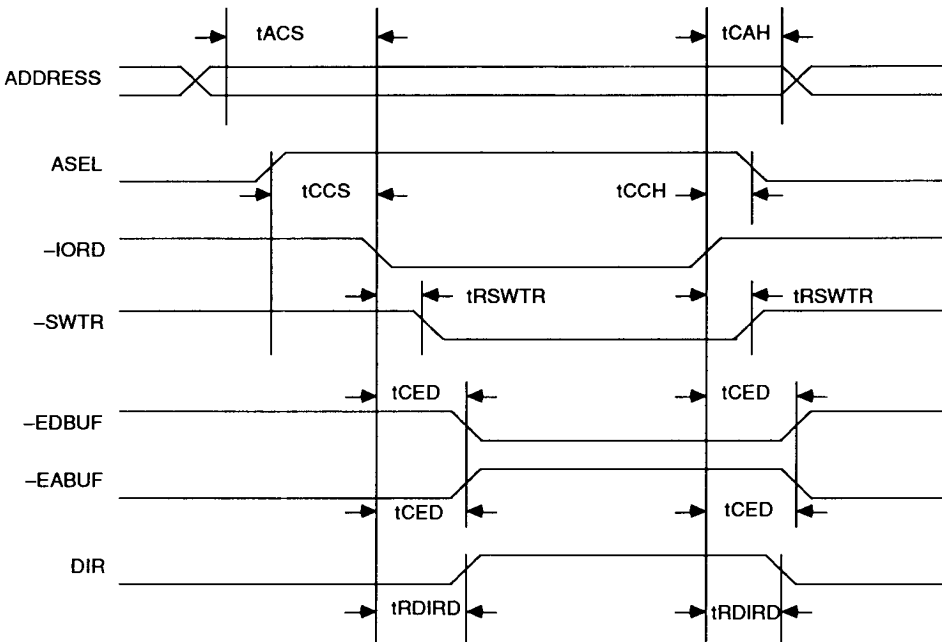 tACS tCAH
ADDRESS
ASEL
tCCS tCCH
–IORD
tRSWTR tRSWTR
–SWTR
tCED tCED
–EDBUF
–EABUF
tCED tCED
DIR
tRDIRD tRDIRD